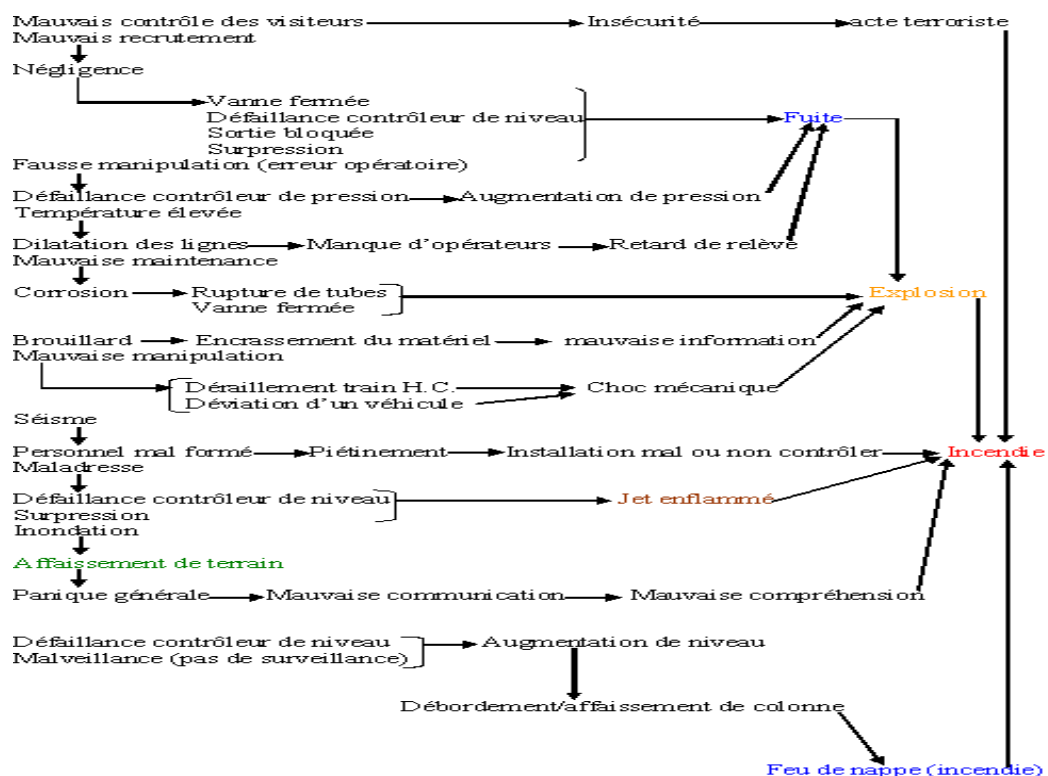 Mauvais contrôle des visiteurs Insécurité acte terroriste
Mauvais recrutement
Négligence
Vanne fermée
Défaillance contrôleur de niveau Fuite
Sortie bloquée
Surpression
Fausse manipulation (erreur opératoire)
Défaillance contrôleur de pression Augmentation de pression
Température élevée
Dilatation des lignes Manque d'opérateurs Retard de relève
Mauvaise maintenance
Corrosion Rupture de tubes Explosion
Vanne fermée
Brouillard Encrassement du matériel mauvaise information
Mauvaise manipulation
Déraillement train H.C. Choc mécanique
Déviation d'un véhicule
Séisme
Personnel mal formé Piétinement Installation mal ou non contrôler Incendie
Maladresse
Défaillance contrôleur de niveau Jet enflammé
Surpression
Inondation
Affaissement de terrain
Panique générale Mauvaise communication Mauvaise compréhension
Défaillance contrôleur de niveau Augmentation de niveau
Malveillance (pas de surveillance)
Débordement/affaissement de colonne
Feu de nappe (incendie)